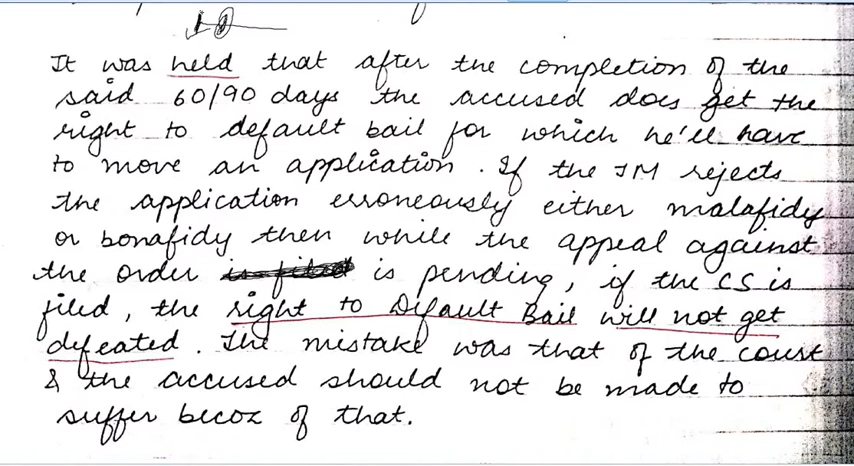 It was held that after the completion of the
said 60/90 days the accused does get the
right to default bail for which he'll have
to move an application. If the JM rejects
the application erroneously either malafidy
or bonafidy then while the appeal against
the order is filed is pending, if the CS is
filed, the right to Default Bail will not get
defeated. The mistake was that of the court
& the accused should not be made to
suffer becoz of that.